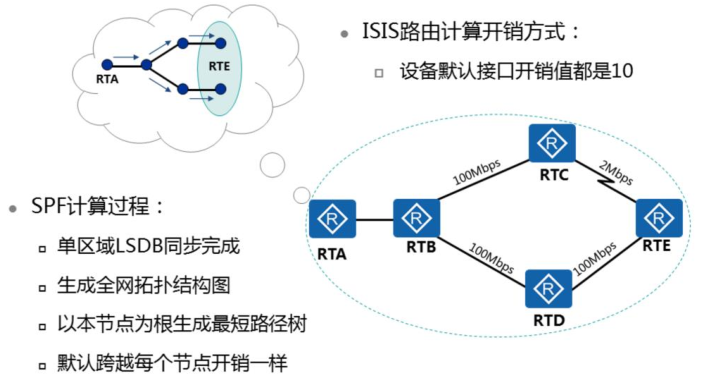 ISIS路由计算开销方式：
设备默认接口开销值都是10
RTA
RTE
SPF计算过程：
单区域LSDB同步完成
生成全网拓扑结构图
以本节点为根生成最短路径树
默认跨越每个节点开销一样
R
RTC
100Mbps
2Mbps
R
RTA
R
RTB
R
RTE
100Mbps
100Mbps
R
RTD